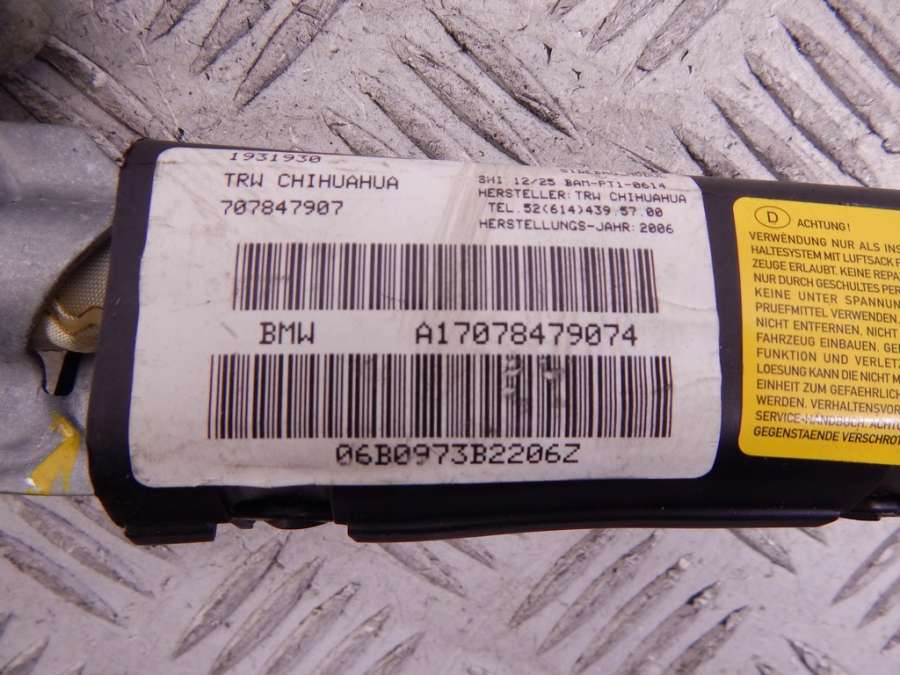 1931930
TRW CHIHUAHUA
707847907
SHI 12/25 BAM-PT1-0614
HERSTELLER: TRW CHIHUAHUA
TEL. 52(614)439.57.00
HERSTELLUNGS-JAHR: 2006
BMW A17078479074
06B0973B2206Z
D ACHTUNG!
VERWENDUNG NUR ALS INS
HALTESYSTEM MIT LUFTSACK F
ZEUGE ERLAUBT. KEINE REPA
NUR DURCH GESCHULTES PER
KEINE UNTER SPANNUN
PRUEFMITTEL VERWENDEN.
NICHT ENTFERNEN. NICHT
FAHRZEUG EINBAUEN. GE
FUNKTION UND VERLETZ
LOESUNG KANN DIE NICHT M
EINHEIT ZUM GEFAEHRLICH
WERDEN. VERHALTENSVOR
SERVICE-HANDBUCH. ACHTU
GEGENSTAENDE VERSCHROT